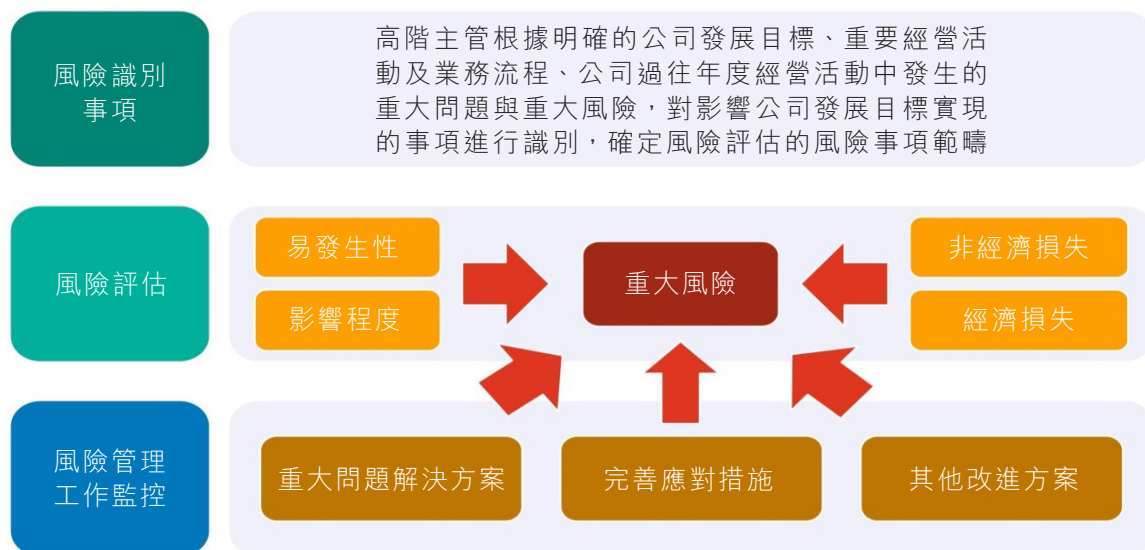 風險識別
事項
高階主管根據明確的公司發展目標、重要經營活
動及業務流程、公司過往年度經營活動中發生的
重大問題與重大風險，對影響公司發展目標實現
的事項進行識別，確定風險評估的風險事項範疇
風險評估
易發生性
影響程度
重大風險
非經濟損失
經濟損失
風險管理
工作監控
重大問題解決方案
完善應對措施
其他改進方案